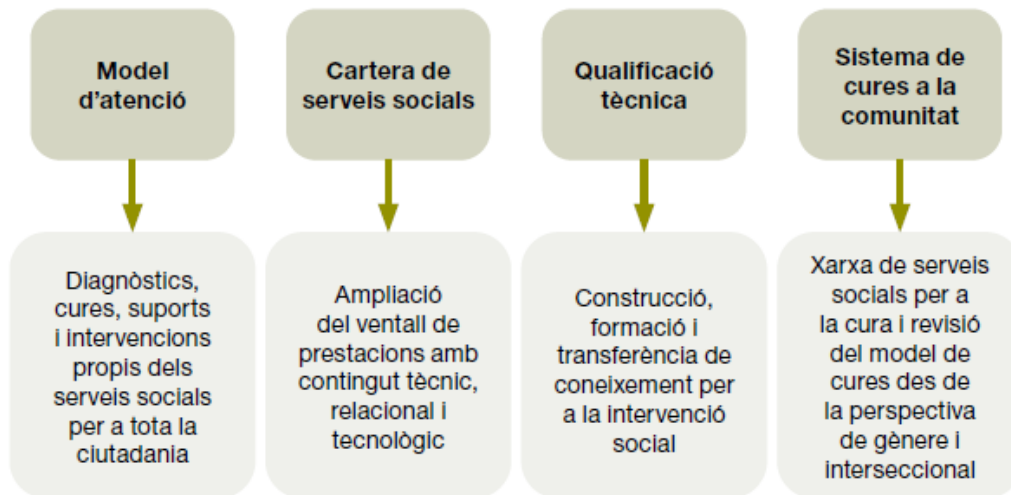 Model
d'atenció
Cartera de
serveis socials
Qualificació
tècnica
Sistema de
cures a la
comunitat
Diagnòstics,
cures, suports
i intervencions
propis dels
serveis socials
per a tota la
ciutadania
Ampliació
del ventall de
prestacions amb
contingut tècnic,
relacional i
tecnològic
Construcció,
formació i
transferència de
coneixement per
a la intervenció
social
Xarxa de serveis
socials per a
la cura i revisió
del model de
cures des de
la perspectiva
de gènere i
interseccional